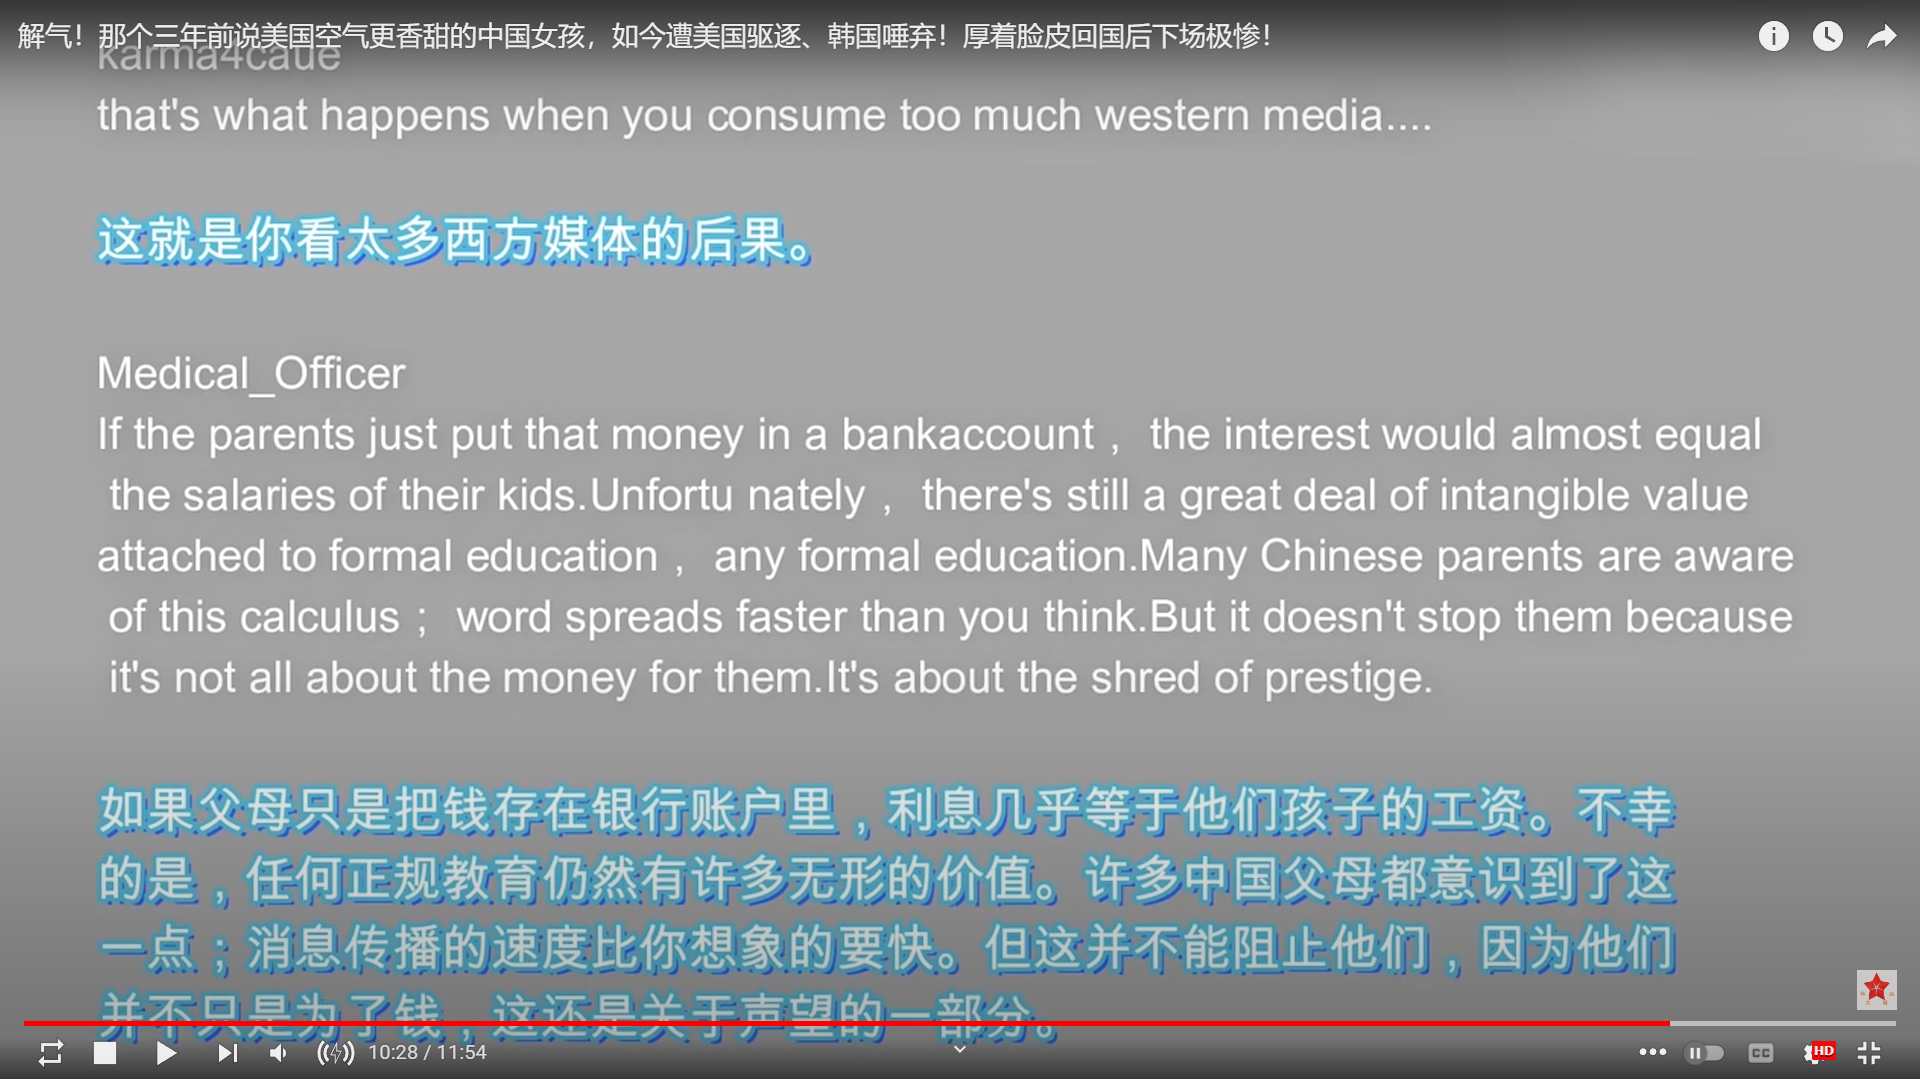 解气！那个三年前说美国空气更香甜的中国女孩，如今遭美国驱逐、韩国唾弃！厚着脸皮回国后下场极惨！
karma4caue
that's what happens when you consume too much western media....
这就是你看太多西方媒体的后果。
Medical_Officer
If the parents just put that money in a bankaccount， the interest would almost equal
the salaries of their kids.Unfortu nately， there's still a great deal of intangible value
attached to formal education， any formal education.Many Chinese parents are aware
of this calculus； word spreads faster than you think.But it doesn't stop them because
it's not all about the money for them.It's about the shred of prestige.
如果父母只是把钱存在银行账户里，利息几乎等于他们孩子的工资。不幸
的是，任何正规教育仍然有许多无形的价值。许多中国父母都意识到了这
一点；消息传播的速度比你想象的要快。但这并不能阻止他们，因为他们
并不只是为了钱，这还是关于声望的一部分。
10:28 / 11:54
CC
HD